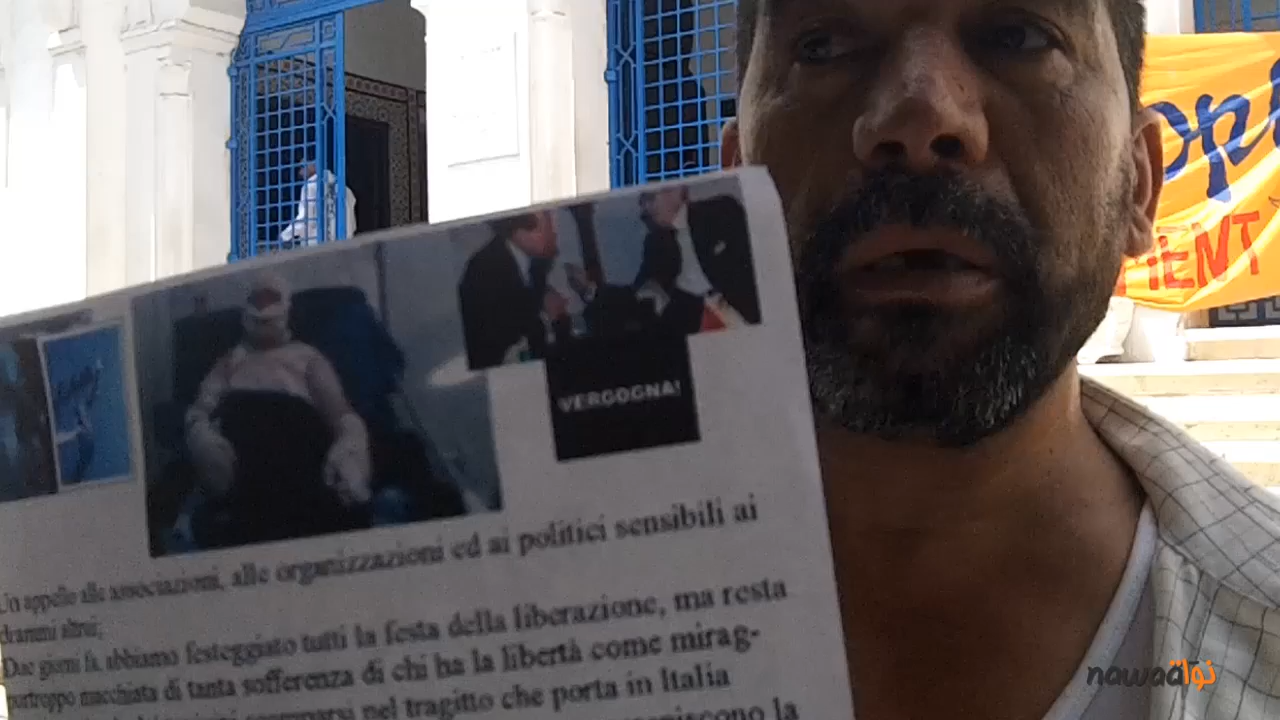 VERGOGNA!
Un appello alle associazioni, alle organizzazioni ed ai politici sensibili ai
drammi altrui;
Due giorni fa, abbiamo festeggiato tutti la festa della liberazione, ma resta
purtroppo macchiata di tanta sofferenza di chi ha la libertà come mirag-
nel tragitto che porta in Italia
la
MENT
nawaat نواة